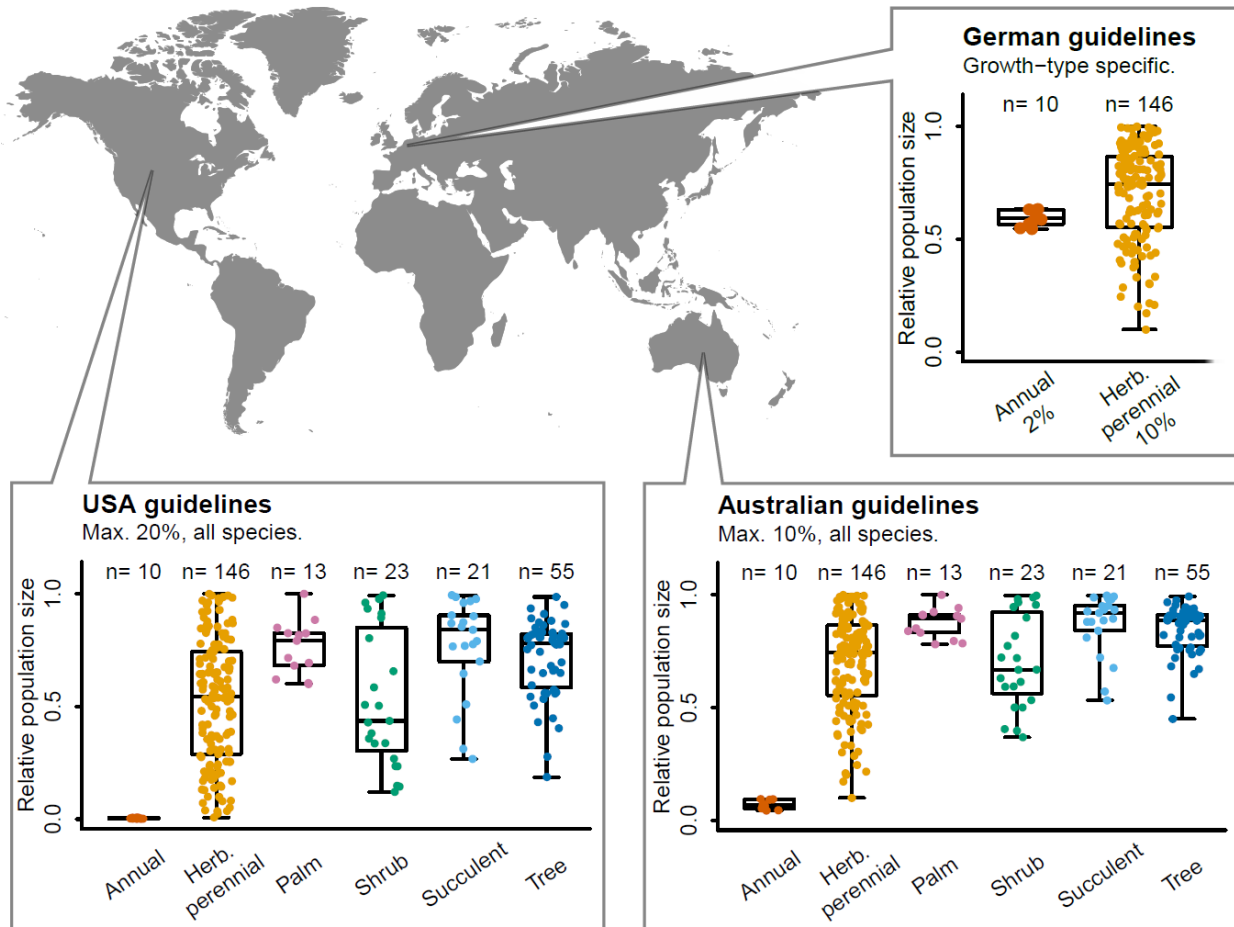 German guidelines
Growth−type specific.
n= 10
n= 146
Relative population size
1.0
0.5
0.0
Annual
2%
Herb.
perennial
10%
USA guidelines
Max. 20%, all species.
n= 10
n= 146
n= 13
n= 23
n= 21
n= 55
Relative population size
1.0
0.5
0.0
Annual
Herb.
perennial
Palm
Shrub
Succulent
Tree
Australian guidelines
Max. 10%, all species.
n= 10
n= 146
n= 13
n= 23
n= 21
n= 55
Relative population size
1.0
0.5
0.0
Annual
Herb.
perennial
Palm
Shrub
Succulent
Tree